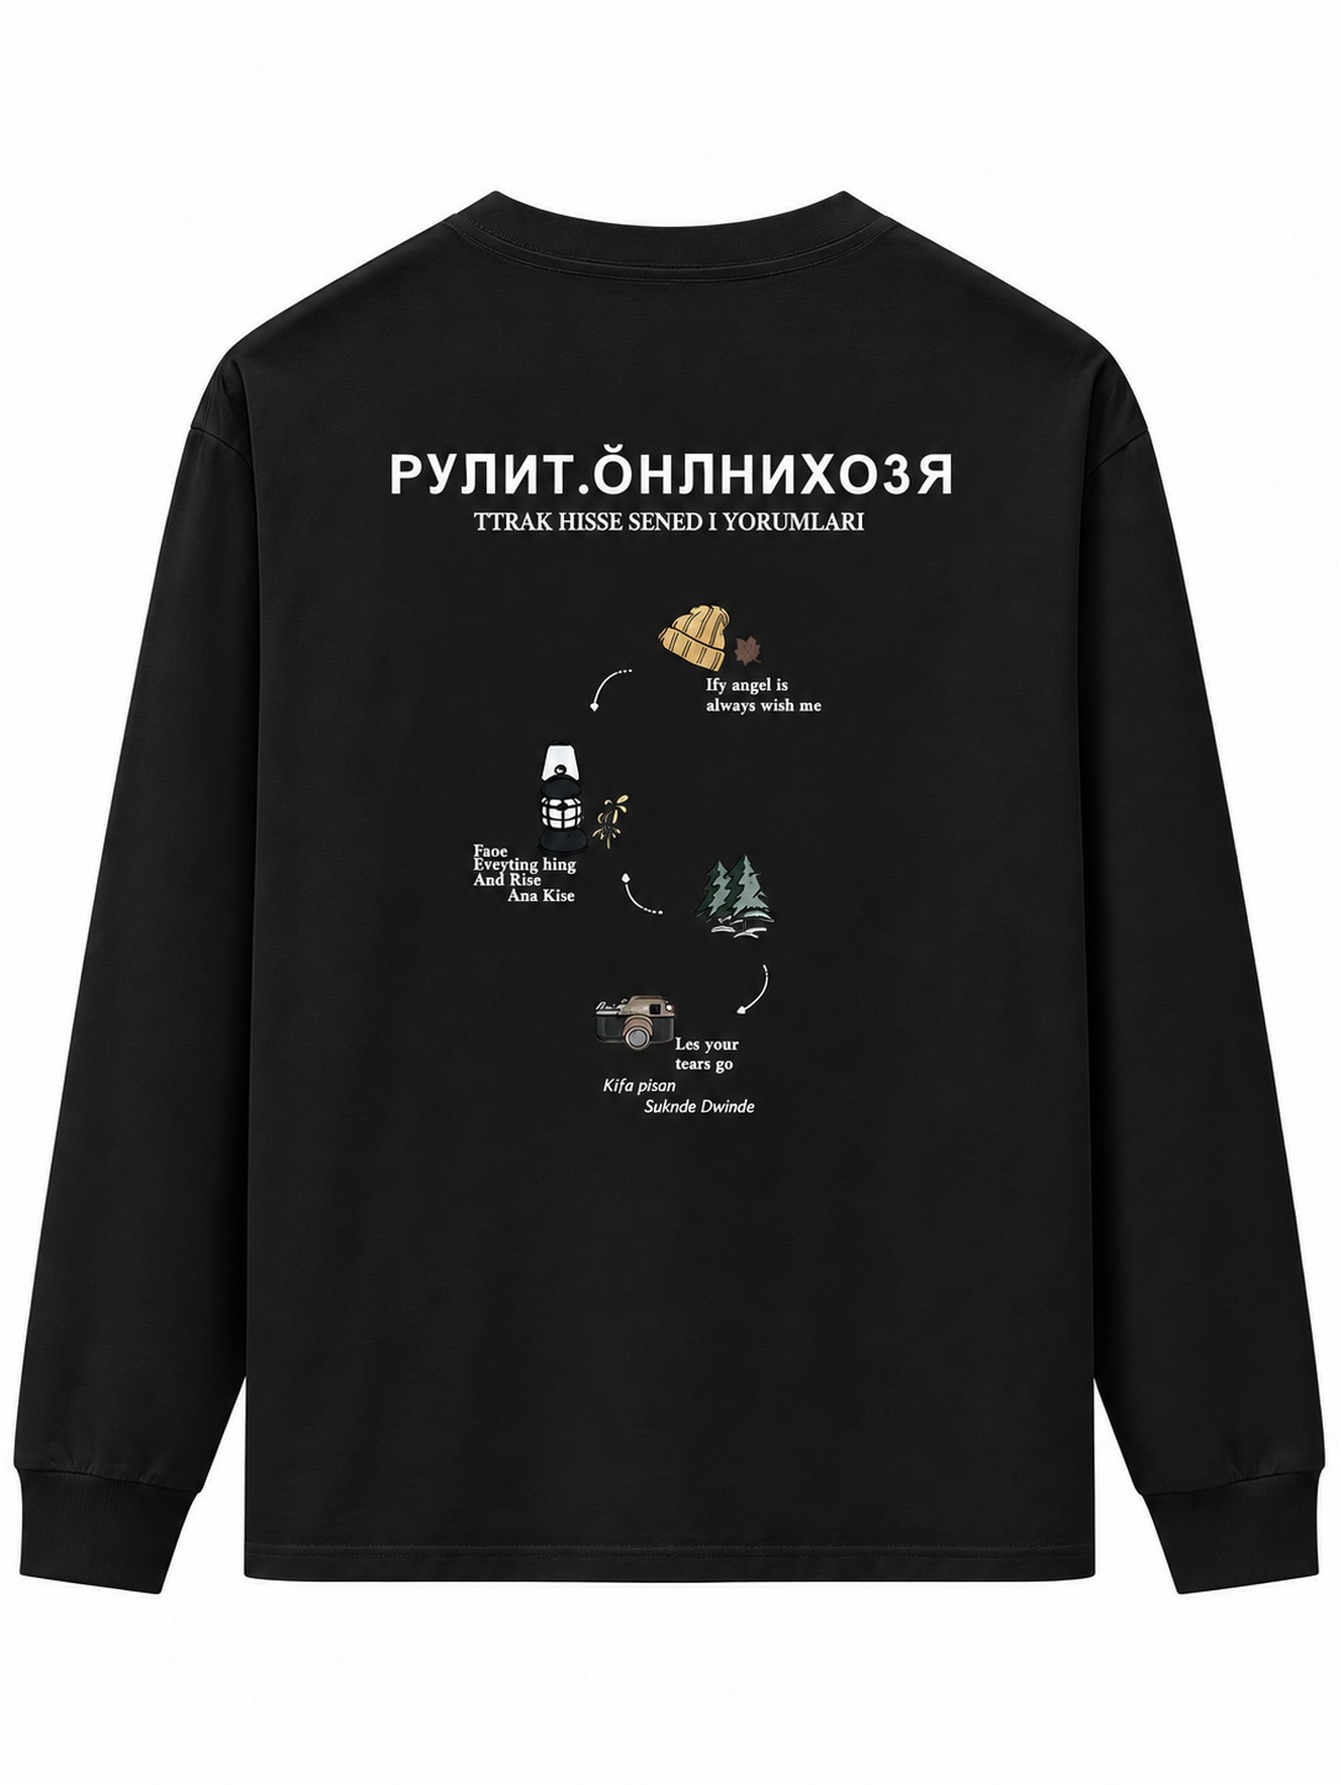 РУЛИТ.ŎНЛНИХОЗЯ
TTRAK HISSE SENED I YORUMLARI
Ify angel is
always wish me
Faoe
Eveyting hing
And Rise
Ana Kise
Les your
tears go
Kifa pisan
Suknde Dwinde